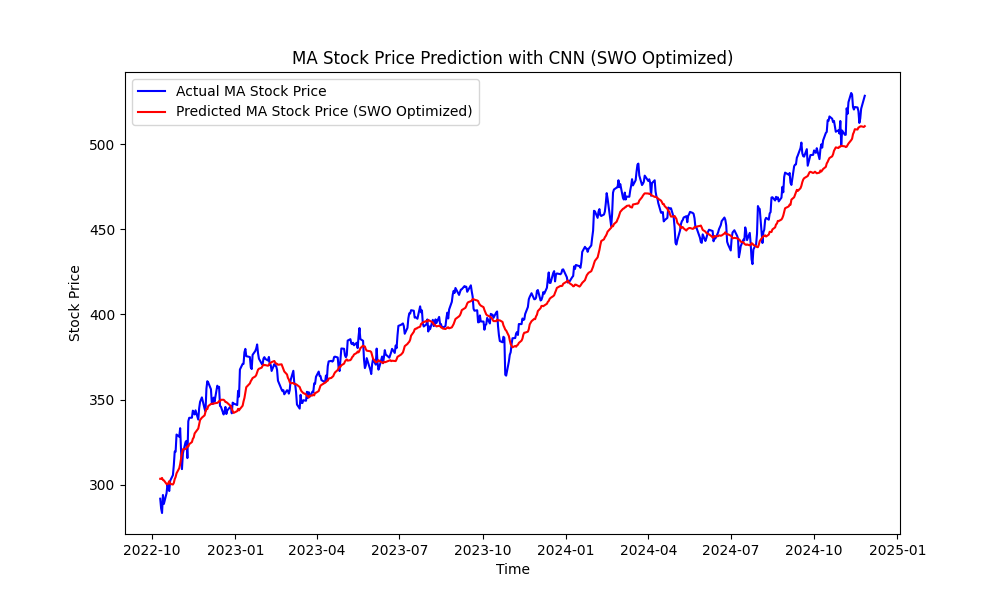 MA Stock Price Prediction with CNN (SWO Optimized)
Actual MA Stock Price
Predicted MA Stock Price (SWO Optimized)
500
450
400
350
300
Stock Price
2022-10 2023-01 2023-04 2023-07 2023-10 2024-01 2024-04 2024-07 2024-10 2025-01
Time